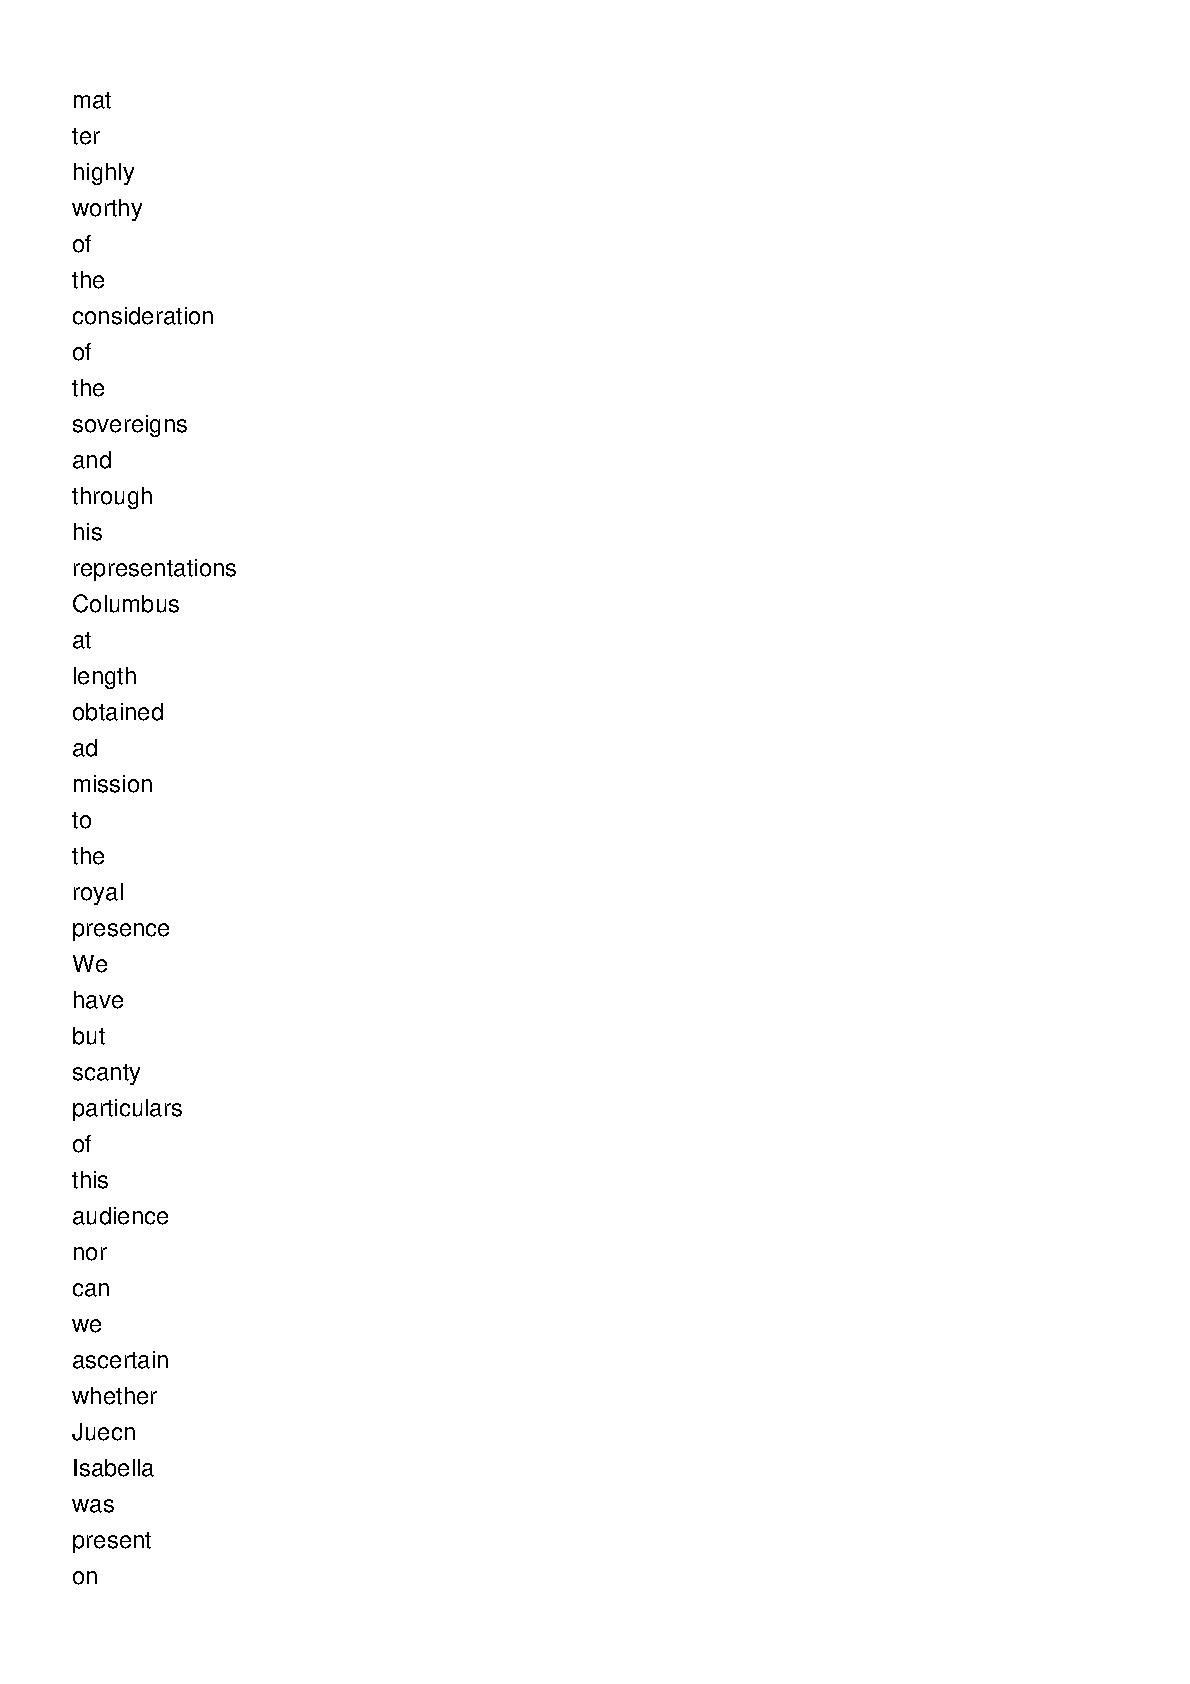 mat
ter
highly
worthy
of
the
consideration
of
the
sovereigns
and
through
his
representations
Columbus
at
length
obtained
ad
mission
to
the
royal
presence
We
have
but
scanty
particulars
of
this
audience
nor
can
we
ascertain
whether
Juecn
Isabella
was
present
on